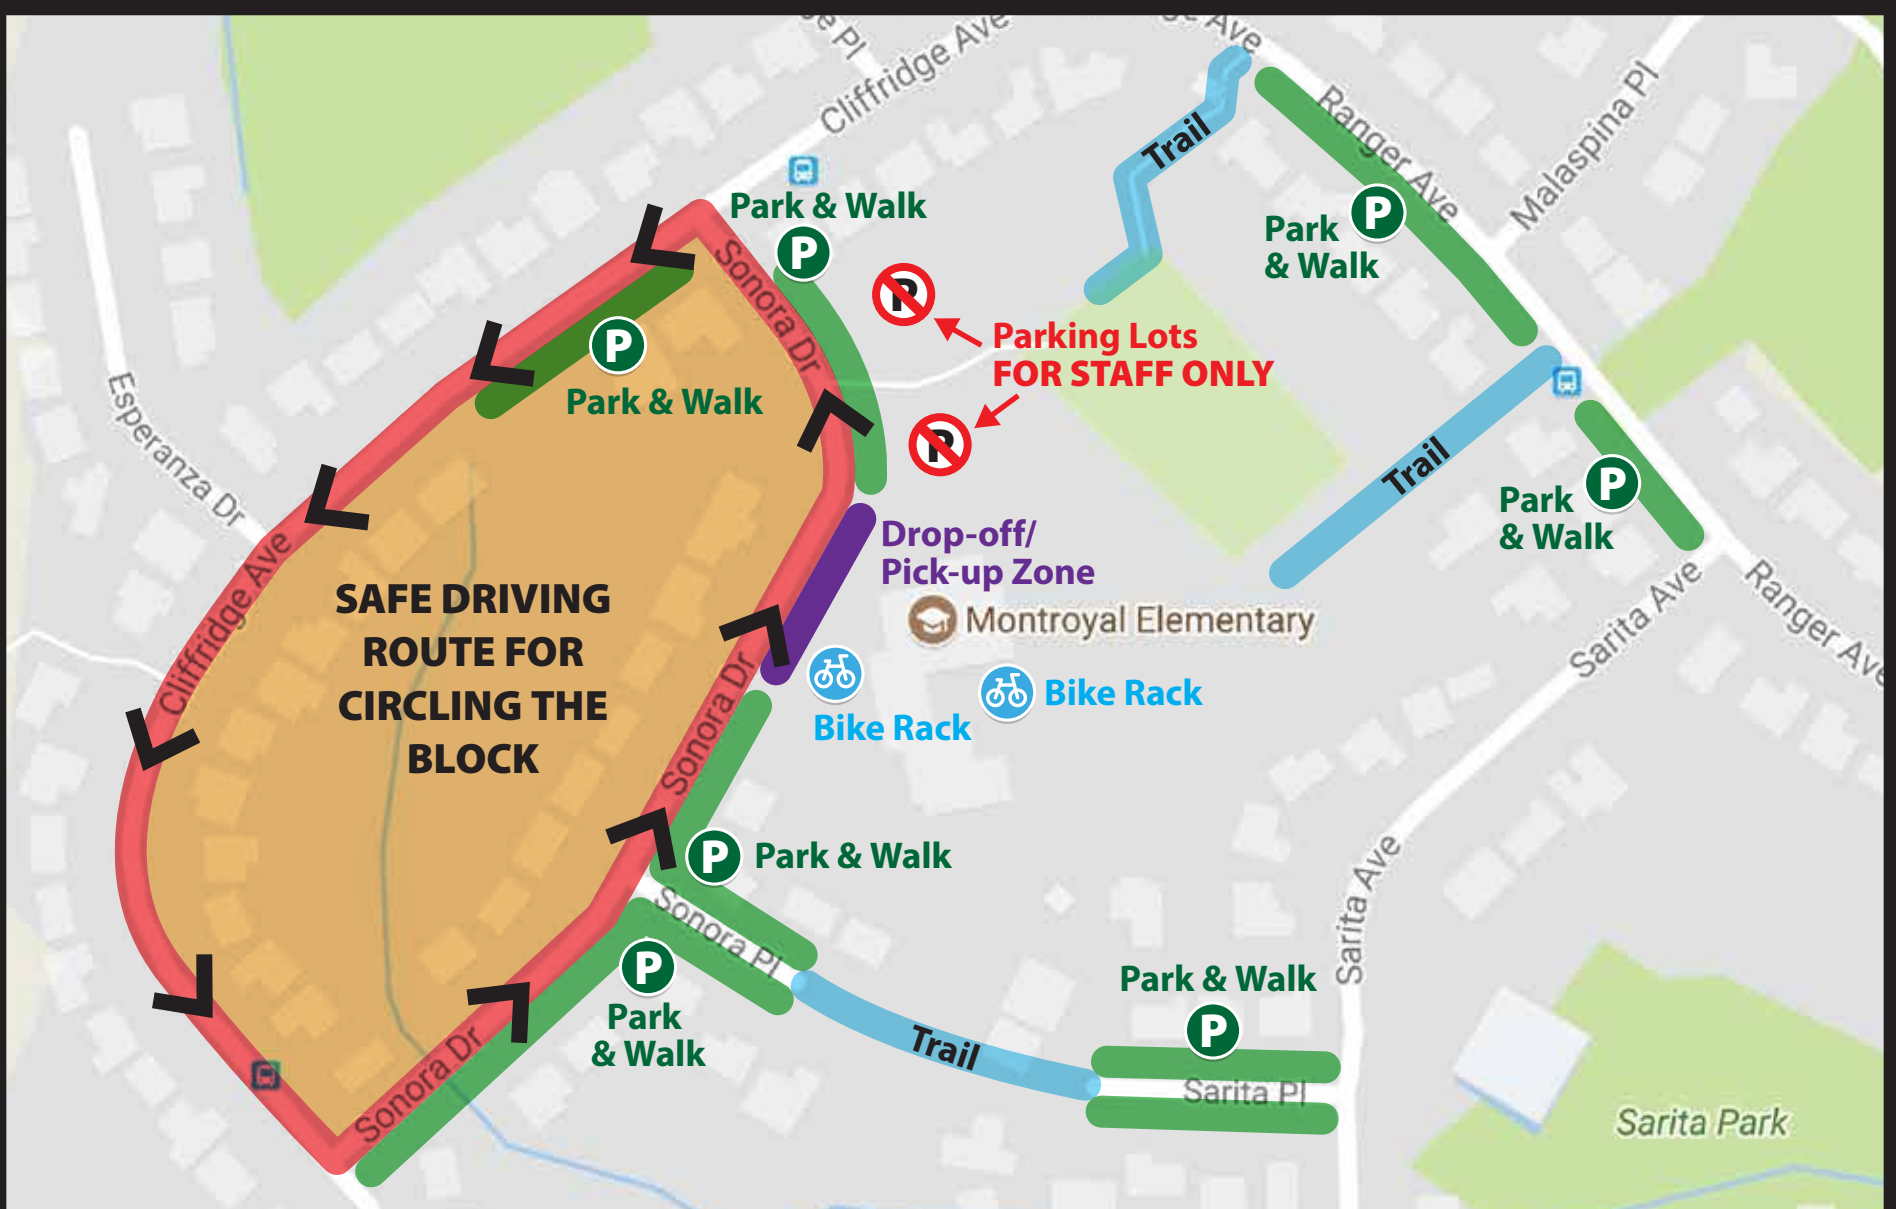 ge Pl
Cliffridge Ave
ge Ave
Ranger Ave
Malaspina Pl
Trail
Park & Walk
P
Park
& Walk
P
Sonora Dr
P
Parking Lots
FOR STAFF ONLY
P
Park & Walk
P
Esperanza Dr
Trail
Park
& Walk
P
Drop-off/
Pick-up Zone
Cliffridge Ave
SAFE DRIVING
ROUTE FOR
CIRCLING THE
BLOCK
Montroyal Elementary
Sarita Ave
Ranger Ave
Sonora Dr
Bike Rack
Bike Rack
P
Park & Walk
Sonora Pl
Sarita Ave
P
Park
& Walk
Park & Walk
P
Trail
Sonora Dr
Sarita Pl
Sarita Park